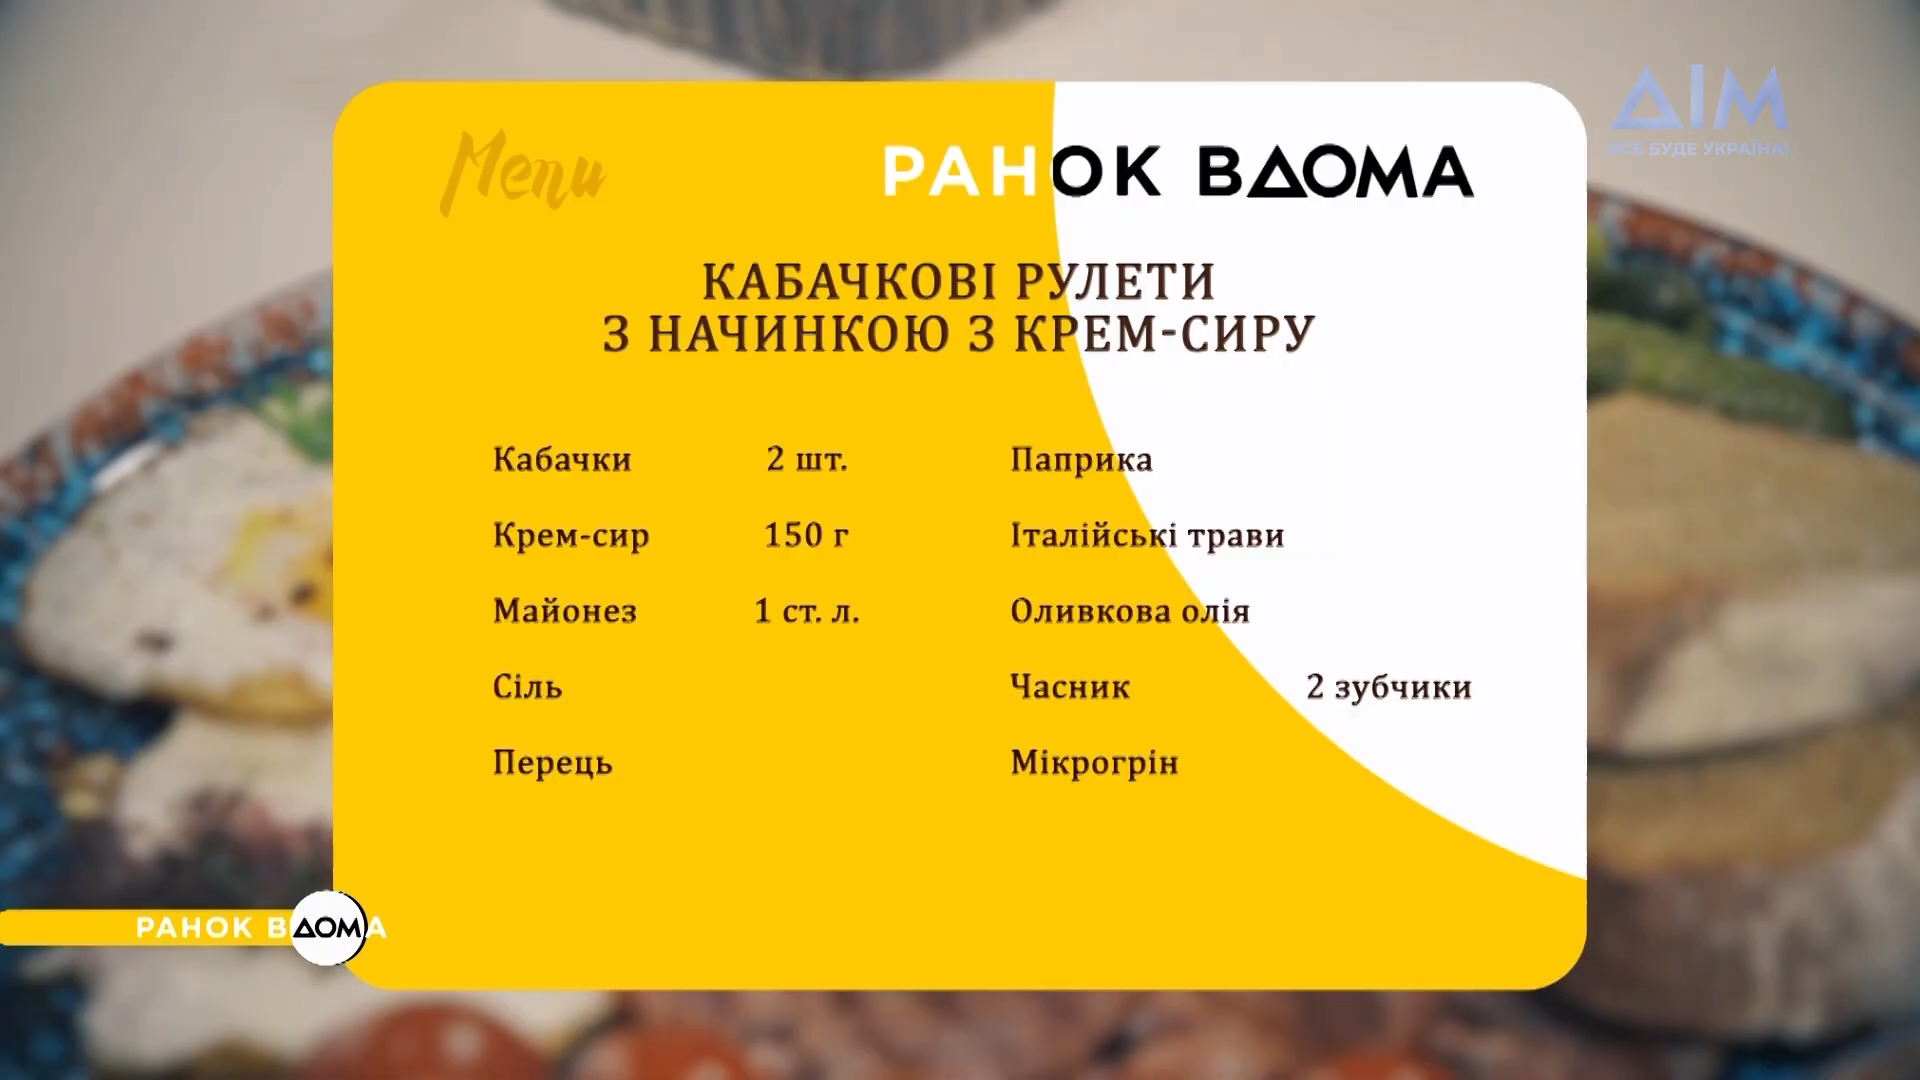 Menu
РАНОК ВДОМА
ДІМ
ВСЕ БУДЕ УКРАЇНА!
КАБАЧКОВІ РУЛЕТИ
З НАЧИНКОЮ З КРЕМ-СИРУ
Кабачки 2 шт.
Крем-сир 150 г
Майонез 1 ст. л.
Сіль
Перець
Паприка
Італійські трави
Оливкова олія
Часник 2 зубчики
Мікрогрін
РАНОК ВДОМА